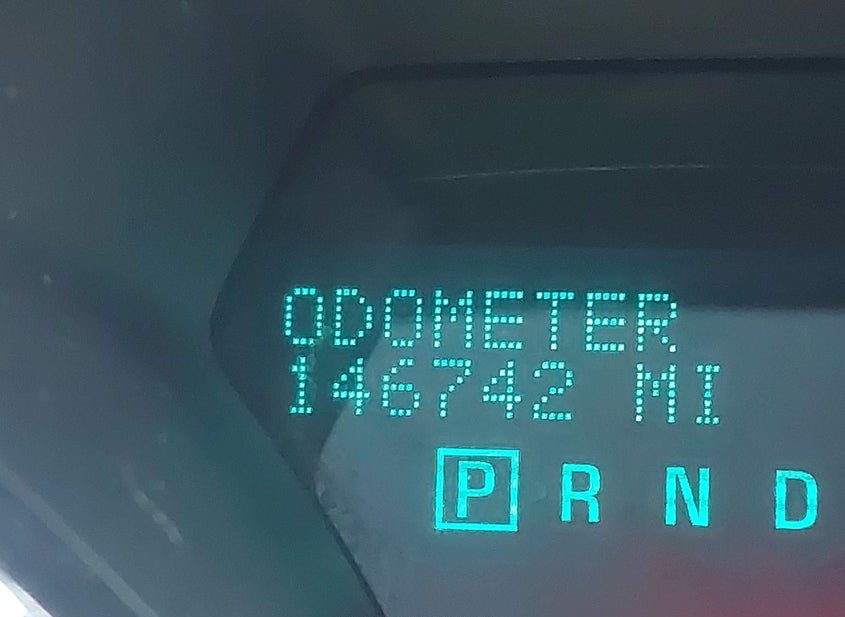 ODOMETER
146742 MI
P R N D